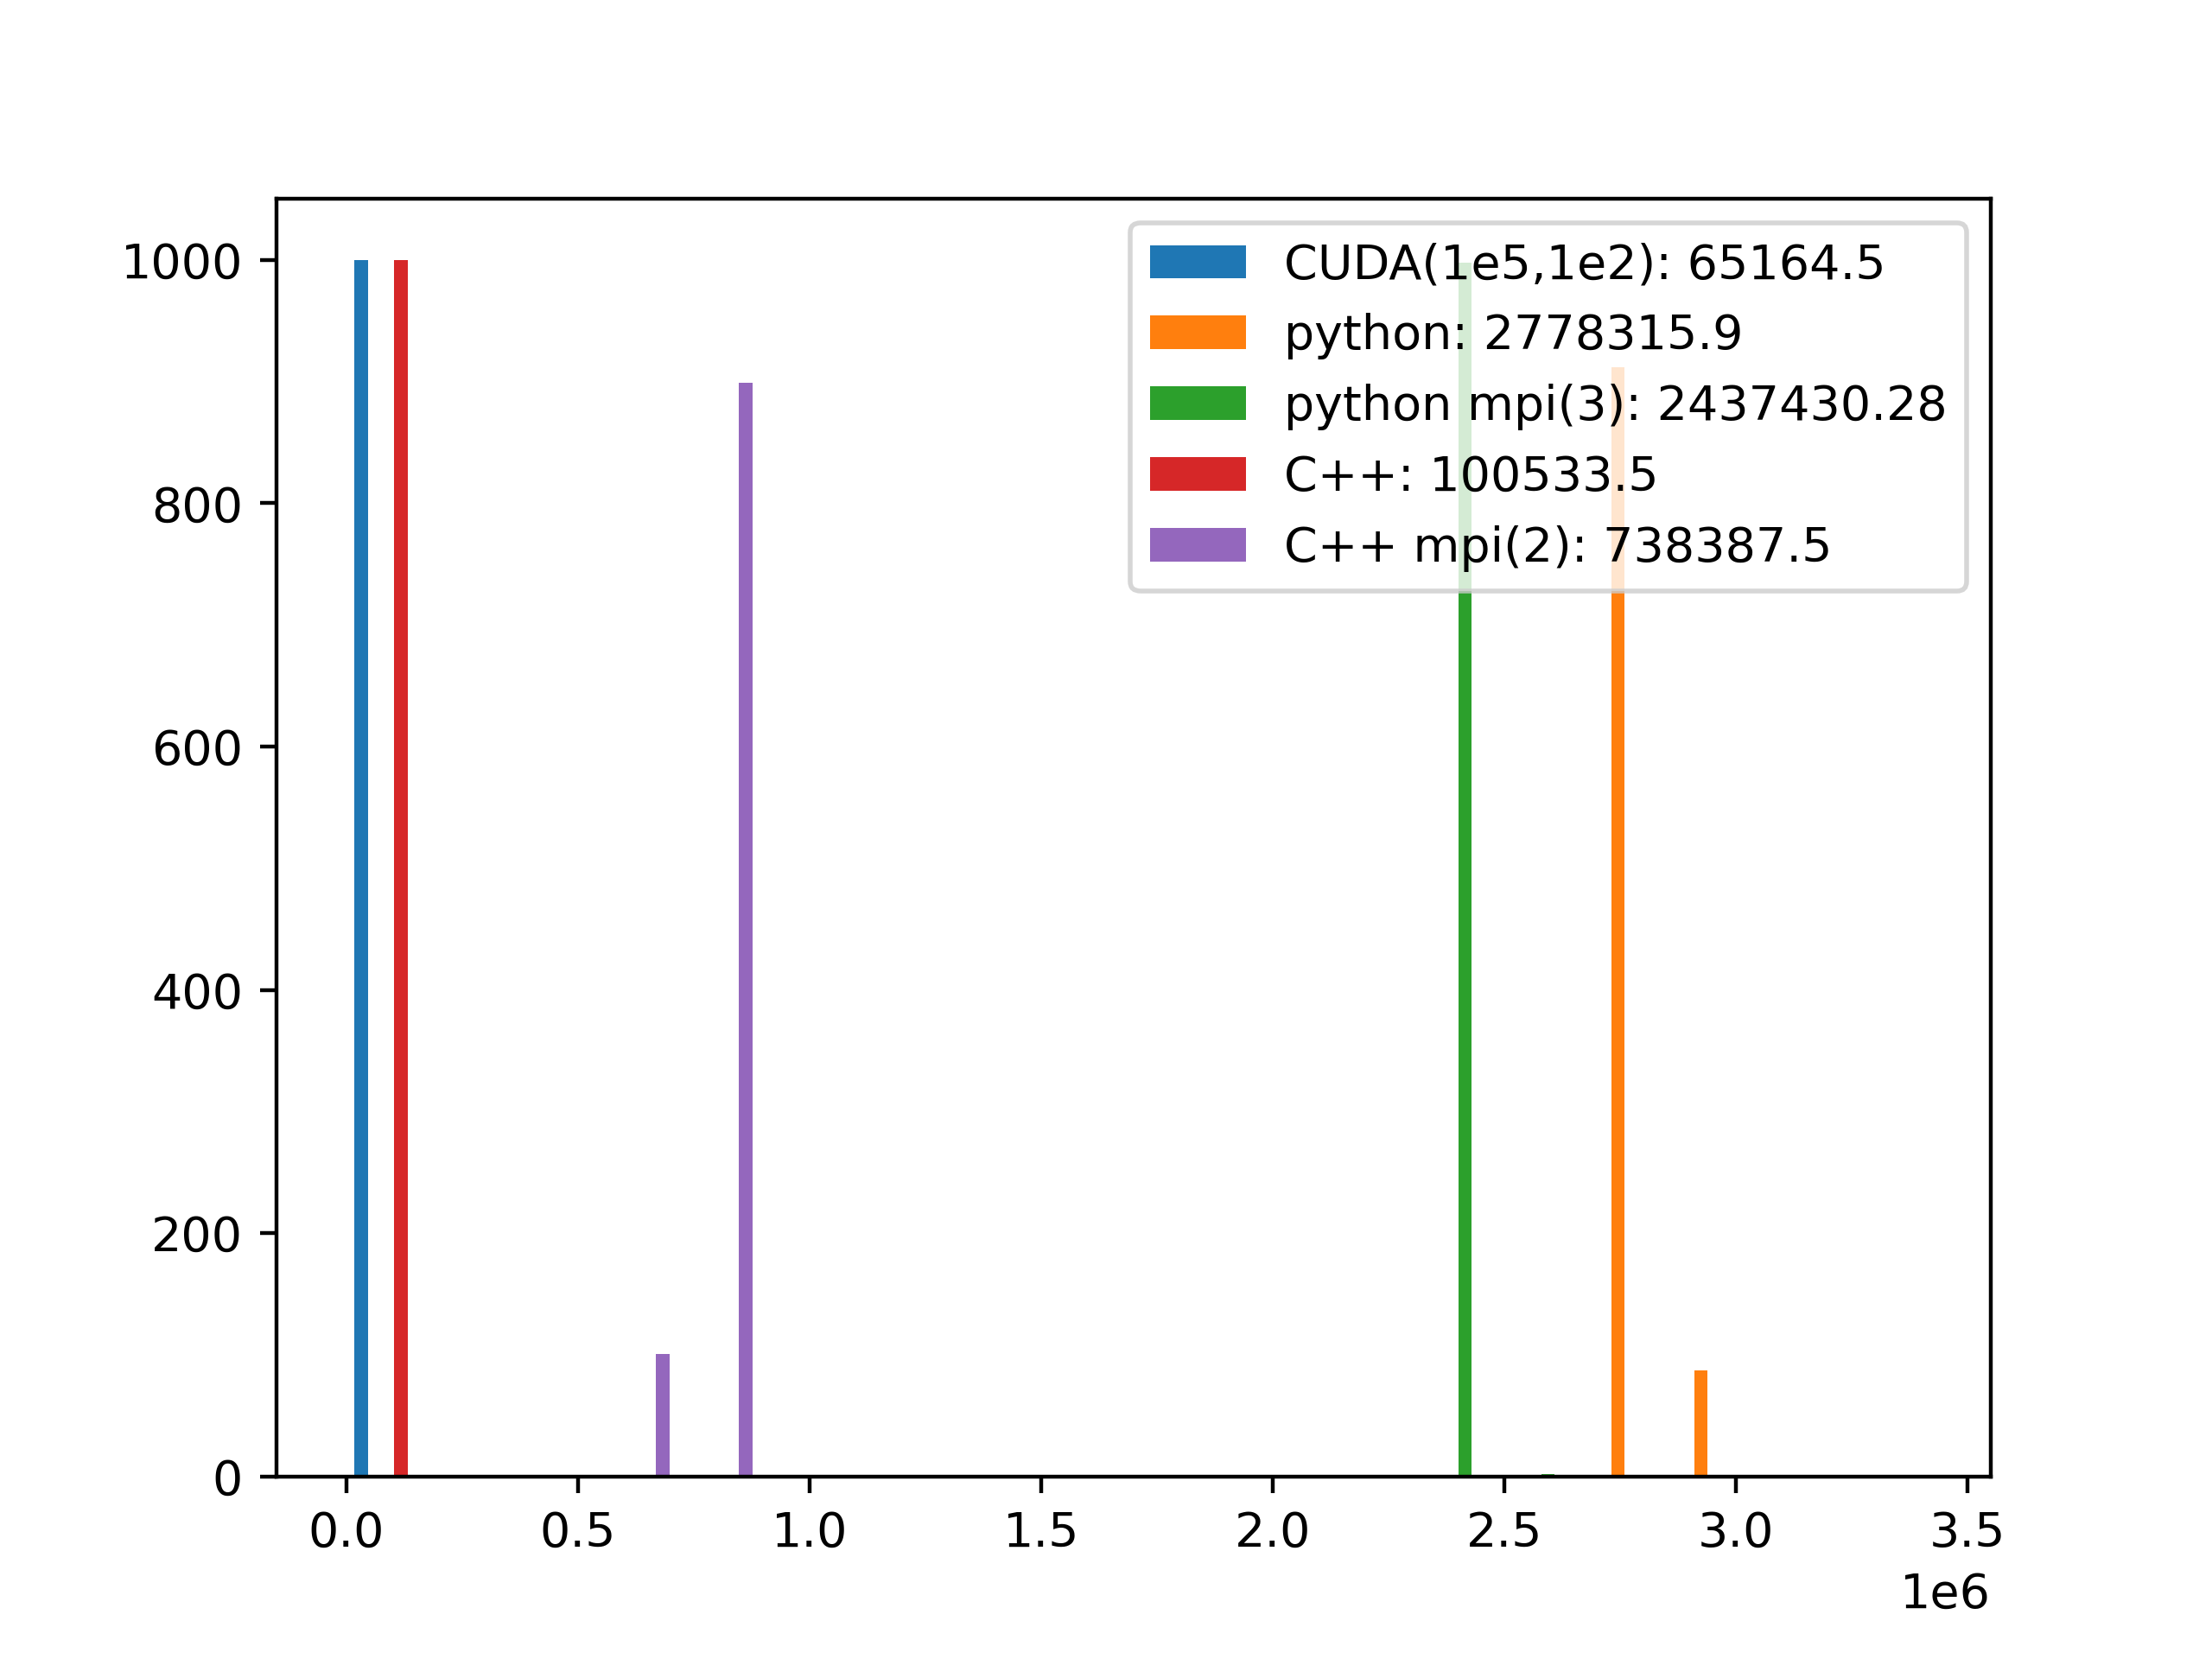 CUDA(1e5,1e2): 65164.5
python: 2778315.9
python mpi(3): 2437430.28
C++: 100533.5
C++ mpi(2): 738387.5
1000
800
600
400
200
0
0.0 0.5 1.0 1.5 2.0 2.5 3.0 3.5
1e6